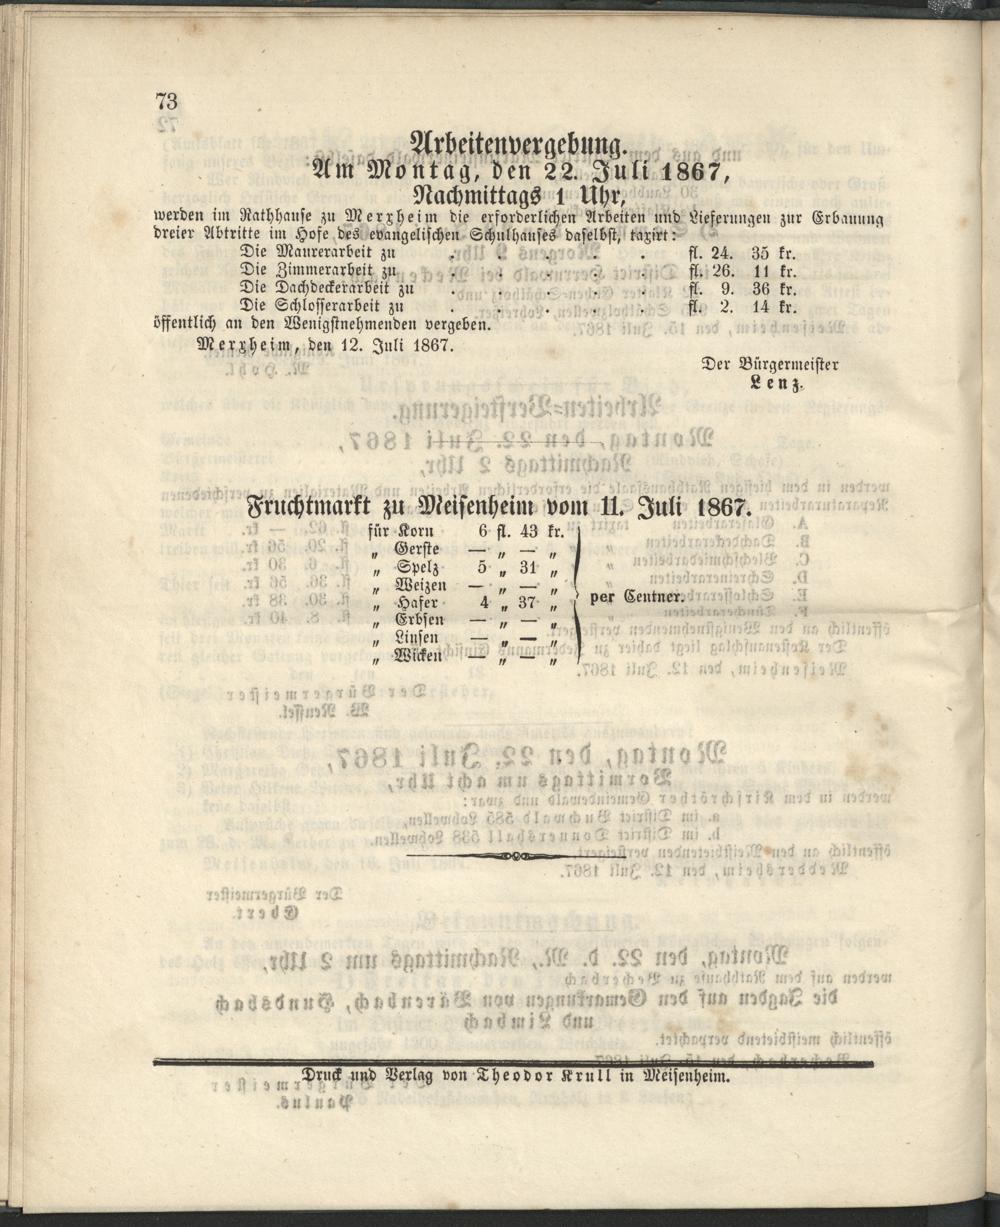 73
Arbeitenvergebung.
Am Montag, den 22. Juli 1867,
Nachmittags 1 Uhr,
werden im Rathhause zu Merxheim die erforderlichen Arbeiten und Lieferungen zur Erbauung
dreier Abtritte im Hofe des evangelischen Schulhauses daselbst, taxirt:
Die Maurerarbeit zu . . . . . fl. 24. 35 kr.
Die Zimmerarbeit zu . . . . . fl. 26. 11 kr.
Die Dachdeckerarbeit zu . . . . . fl. 9. 36 kr.
Die Schlosserarbeit zu . . . . . fl. 2. 14 kr.
öffentlich an den Wenigstnehmenden vergeben.
Merxheim, den 12. Juli 1867.
Der Bürgermeister
Lenz.
Fruchtmarkt zu Meisenheim vom 11. Juli 1867.
für Korn 6 fl. 43 kr.
„ Gerste — „ — „
„ Spelz 5 „ 31 „
„ Weizen — „ — „
„ Hafer 4 „ 37 „ per Centner.
„ Erbsen — „ — „
„ Linsen — „ — „
„ Wicken — „ — „
Druck und Verlag von Theodor Krull in Meisenheim.